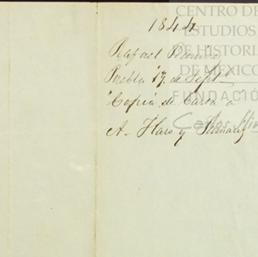 1844
CENTRO DE
ESTUDIOS
DE HISTORIA
DE MÉXICO
FUNDACIÓN
Rafael
Puebla 17 de Sept
Copia de Carta a
A. Haro y Tamariz